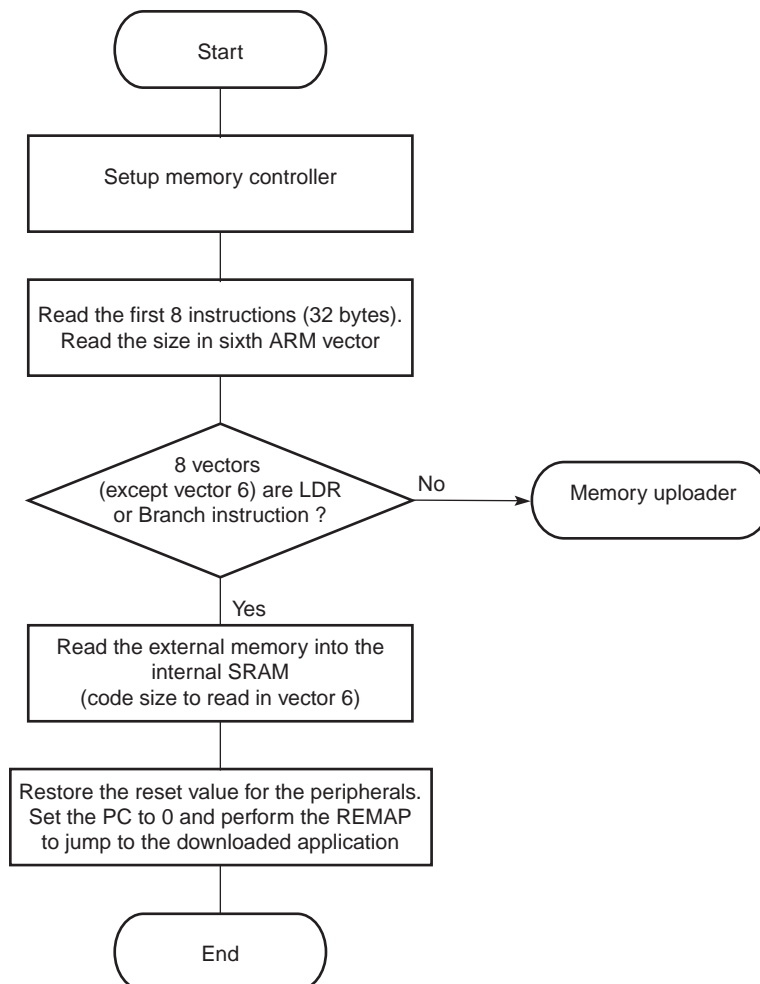 Start
Setup memory controller
Read the first 8 instructions (32 bytes).
Read the size in sixth ARM vector
8 vectors
(except vector 6) are LDR
or Branch instruction ?
No
Memory uploader
Yes
Read the external memory into the
internal SRAM
(code size to read in vector 6)
Restore the reset value for the peripherals.
Set the PC to 0 and perform the REMAP
to jump to the downloaded application
End